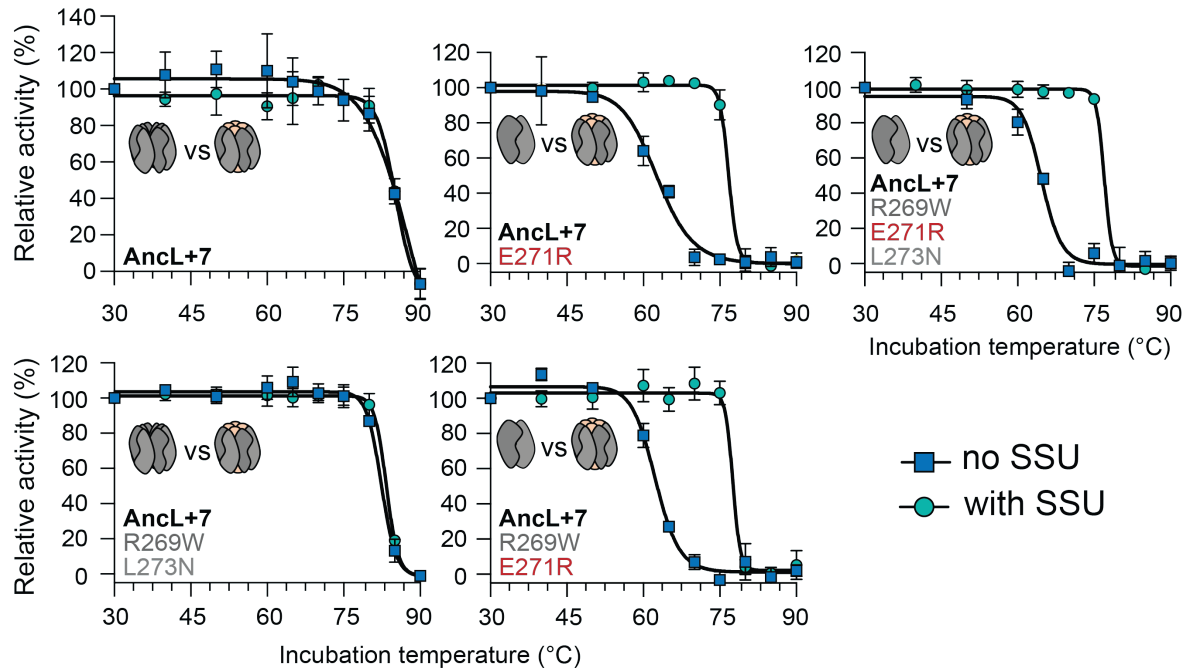 Relative activity (%)
140
120
100
80
60
40
20
0
30 45 60 75 90
vs
AncL+7
120
100
80
60
40
20
0
30 45 60 75 90
vs
AncL+7
E271R
120
100
80
60
40
20
0
30 45 60 75 90
vs
AncL+7
R269W
E271R
L273N
Incubation temperature (°C)
Relative activity (%)
120
100
80
60
40
20
0
30 45 60 75 90
vs
AncL+7
R269W
L273N
120
100
80
60
40
20
0
30 45 60 75 90
vs
AncL+7
R269W
E271R
Incubation temperature (°C)
no SSU
with SSU